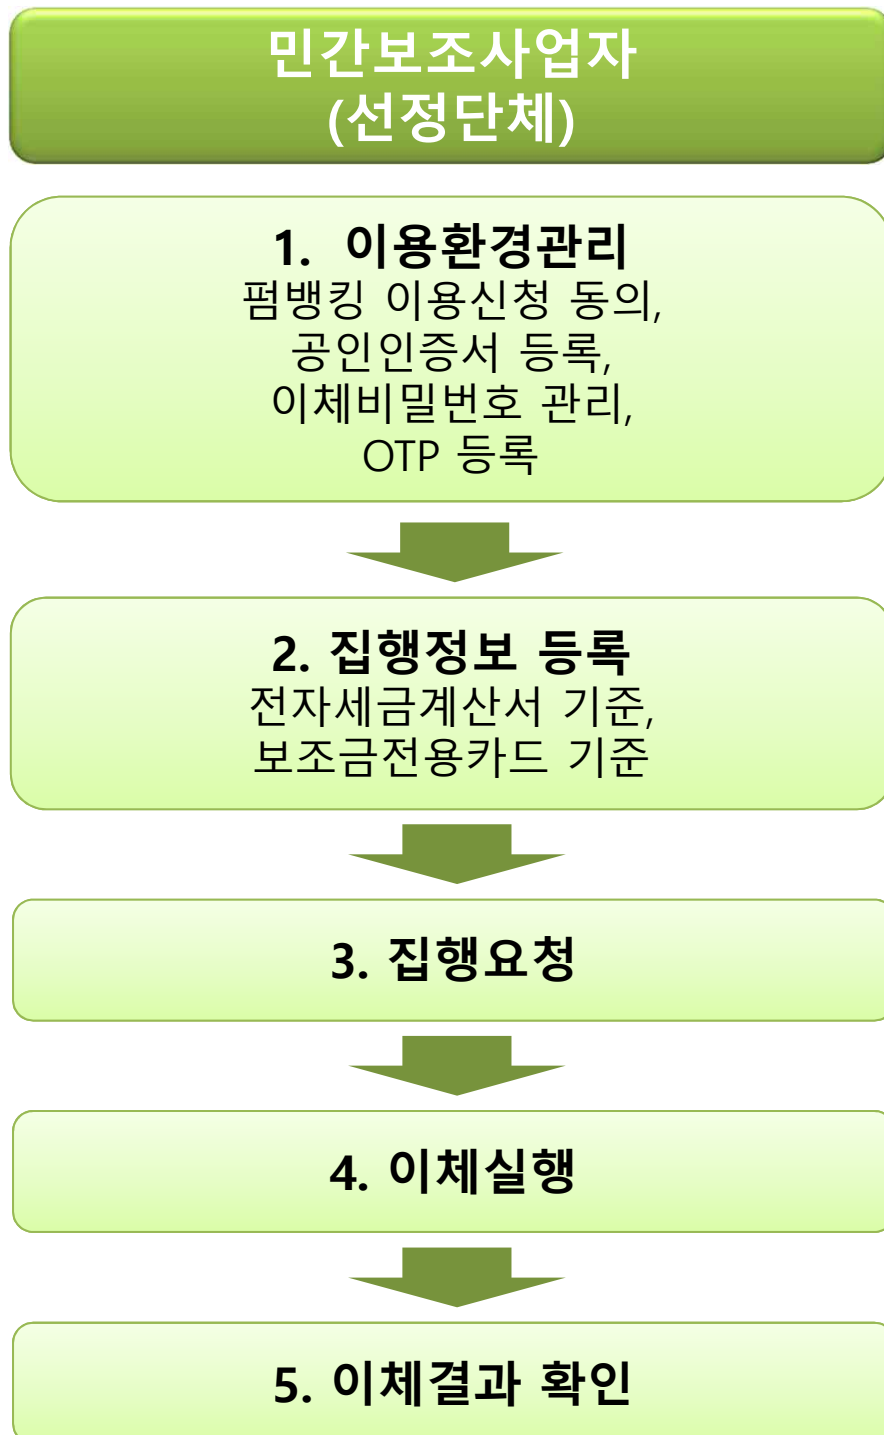 민간보조사업자
(선정단체)
1. 이용환경관리
펌뱅킹 이용신청 동의,
공인인증서 등록,
이체비밀번호 관리,
OTP 등록
2. 집행정보 등록
전자세금계산서 기준,
보조금전용카드 기준
3. 집행요청
4. 이체실행
5. 이체결과 확인